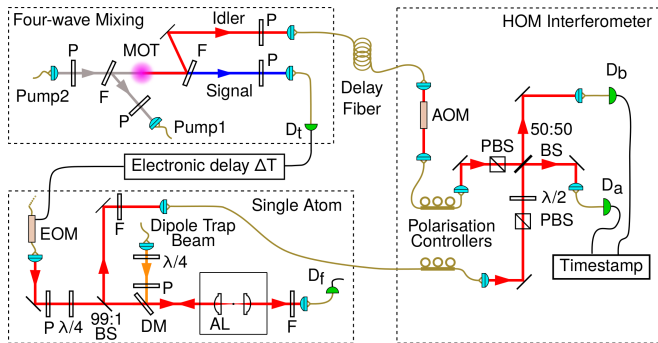 Four-wave Mixing
Idler
P
HOM Interferometer
P
MOT
F
P
Pump2
F
Signal
P
Pump1
Delay
Fiber
AOM
Db
Dt
PBS
50:50
BS
Electronic delay ΔT
Da
λ/2
PBS
Single Atom
EOM
F
Dipole Trap
Beam
Polarisation
Controllers
λ/4
Timestamp
Df
P
P
λ/4
99:1
BS
DM
AL
F